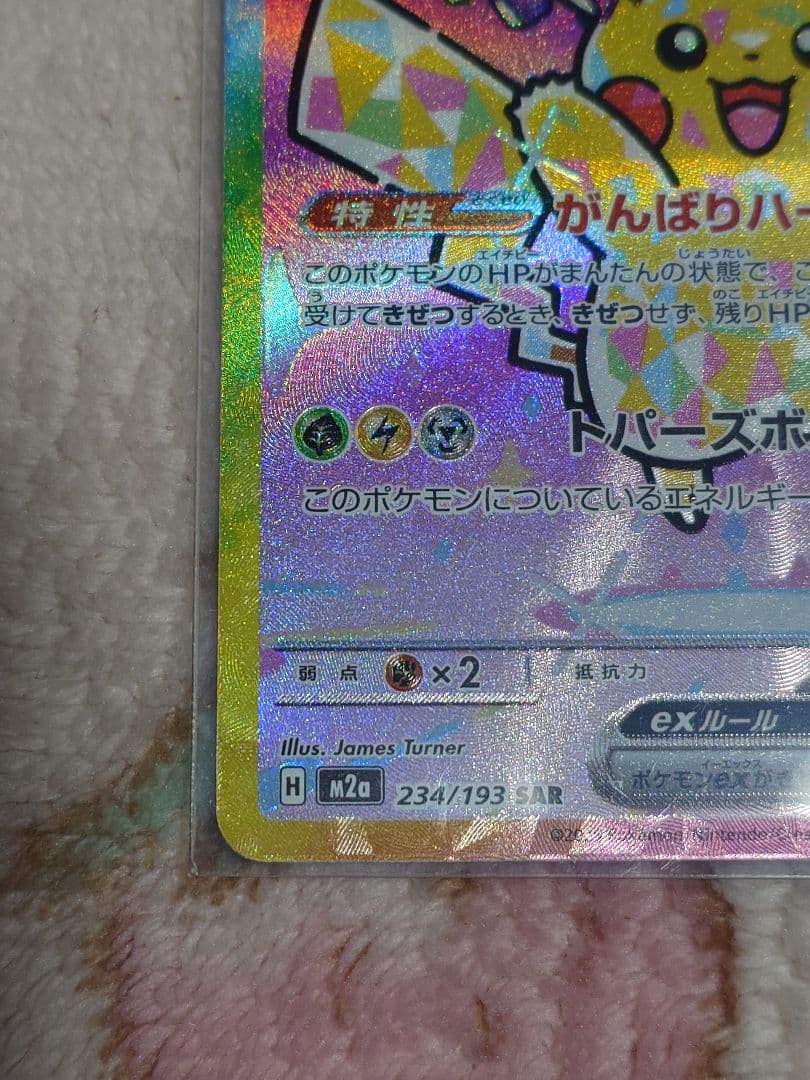 特性 がんばりハー
このポケモンのHPがまんたんの状態で、こ
受けてきぜつするとき、きぜつせず、残りHP
トパーズボ
このポケモンについているエネルギー
弱点 ×2 抵抗力
exルール
Illus. James Turner
ポケモンexがき
H M2a 234/193 SAR